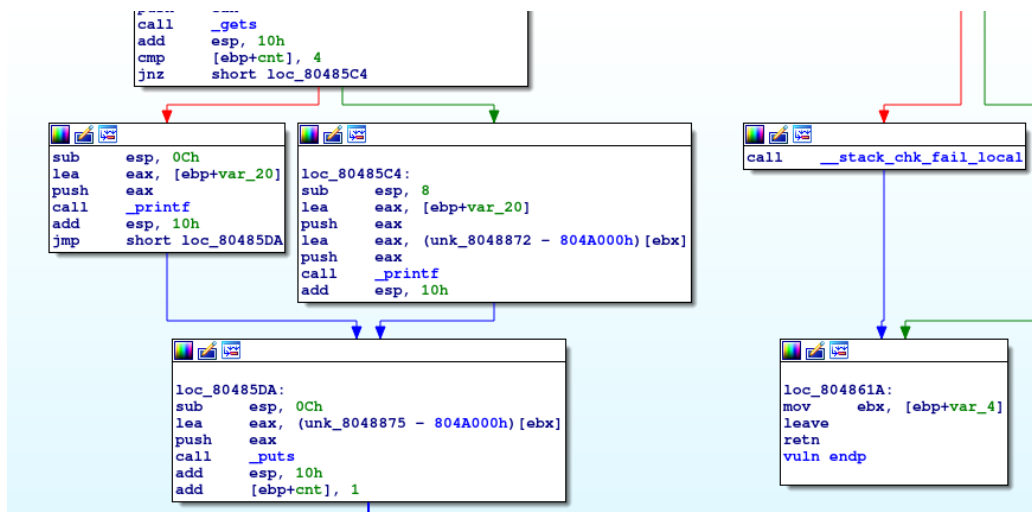 call _gets
add esp, 10h
cmp [ebp+cnt], 4
jnz short loc_80485C4
sub esp, 0Ch
lea eax, [ebp+var_20]
push eax
call _printf
add esp, 10h
jmp short loc_80485DA
loc_80485C4:
sub esp, 8
lea eax, [ebp+var_20]
push eax
lea eax, (unk_8048872 - 804A000h)[ebx]
push eax
call _printf
add esp, 10h
call __stack_chk_fail_local
loc_80485DA:
sub esp, 0Ch
lea eax, (unk_8048875 - 804A000h)[ebx]
push eax
call _puts
add esp, 10h
add [ebp+cnt], 1
loc_804861A:
mov ebx, [ebp+var_4]
leave
retn
vuln endp